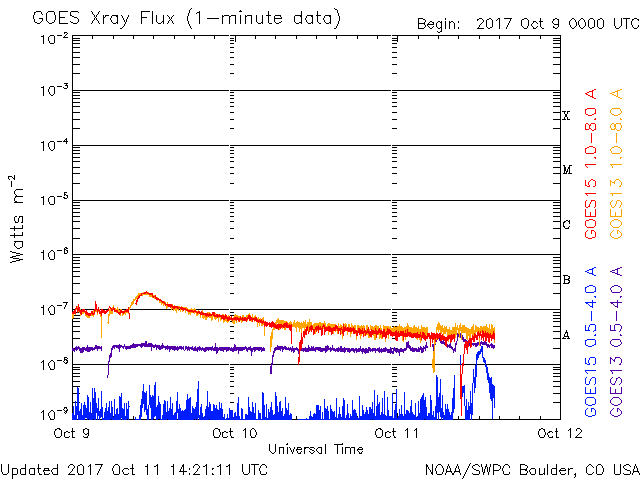 GOES Xray Flux (1-minute data)
Begin: 2017 Oct 9 0000 UTC
10-2
10-3
10-4
10-5
10-6
10-7
10-8
10-9
Watts m-2
X
M
C
B
A
GOES15 1.0-8.0 A
GOES13 1.0-8.0 A
GOES15 0.5-4.0 A
GOES13 0.5-4.0 A
Oct 9 Oct 10 Oct 11 Oct 12
Universal Time
Updated 2017 Oct 11 14:21:11 UTC
NOAA/SWPC Boulder, CO USA